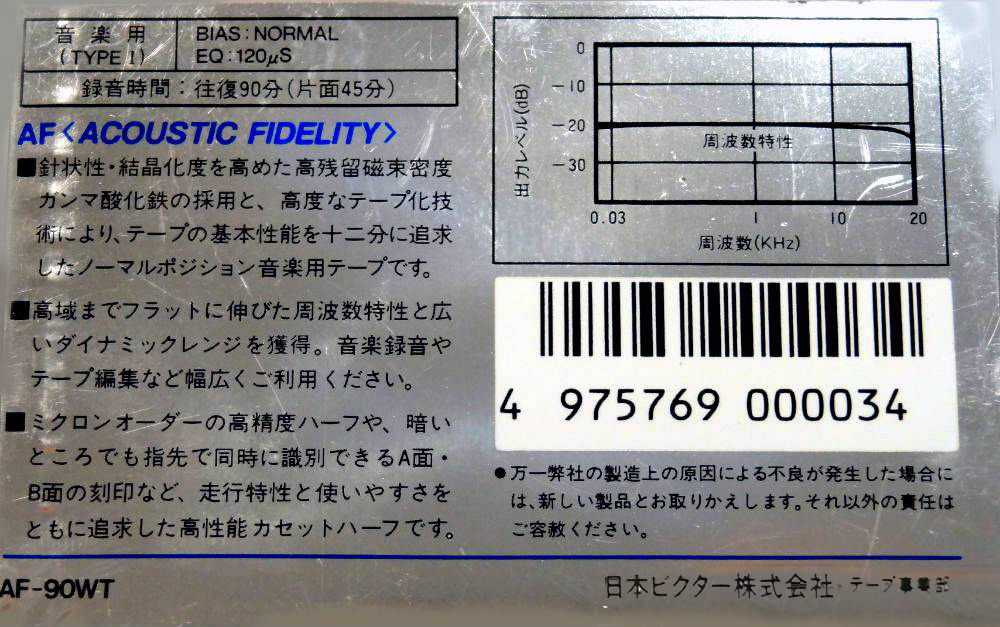 音楽用
(TYPE I)
BIAS:NORMAL
EQ:120μS
録音時間:往復90分(片面45分)
AF<ACOUSTIC FIDELITY>
■針状性・結晶化度を高めた高残留磁束密度
ガンマ酸化鉄の採用と、高度なテープ化技
術により、テープの基本性能を十二分に追求
したノーマルポジション音楽用テープです。
■高域までフラットに伸びた周波数特性と広
いダイナミックレンジを獲得。音楽録音や
テープ編集など幅広くご利用ください。
■ミクロンオーダーの高精度ハーフや、暗い
ところでも指先で同時に識別できるA面・
B面の刻印など、走行特性と使いやすさを
ともに追求した高性能カセットハーフです。
出力レベル(dB)
0
-10
-20
-30
周波数特性
0.03 1 10 20
周波数(KHz)
4 975769 000034
●万一弊社の製造上の原因による不良が発生した場合に
は、新しい製品とお取りかえします。それ以外の責任は
ご容赦ください。
AF-90WT
日本ビクター株式会社・テープ事業部